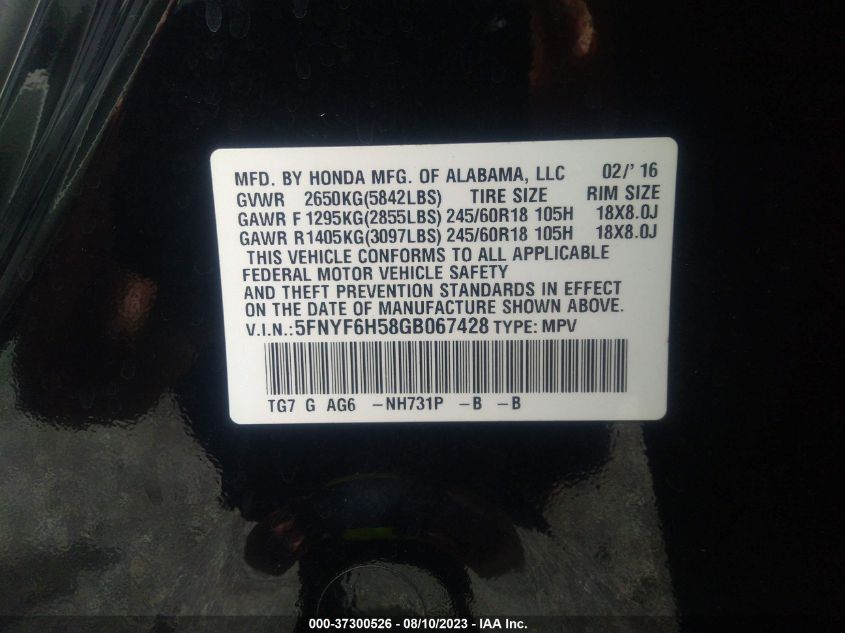 MFD. BY HONDA MFG. OF ALABAMA, LLC 02/' 16
GVWR 2650KG(5842LBS) TIRE SIZE RIM SIZE
GAWR F 1295KG(2855LBS) 245/60R18 105H 18X8.0J
GAWR R1405KG(3097LBS) 245/60R18 105H 18X8.0J
THIS VEHICLE CONFORMS TO ALL APPLICABLE
FEDERAL MOTOR VEHICLE SAFETY
AND THEFT PREVENTION STANDARDS IN EFFECT
ON THE DATE OF MANUFACTURE SHOWN ABOVE.
V.I.N.:5FNYF6H58GB067428 TYPE: MPV
TG7 G AG6 -NH731P -B -B
000-37300526 - 08/10/2023 - IAA Inc.